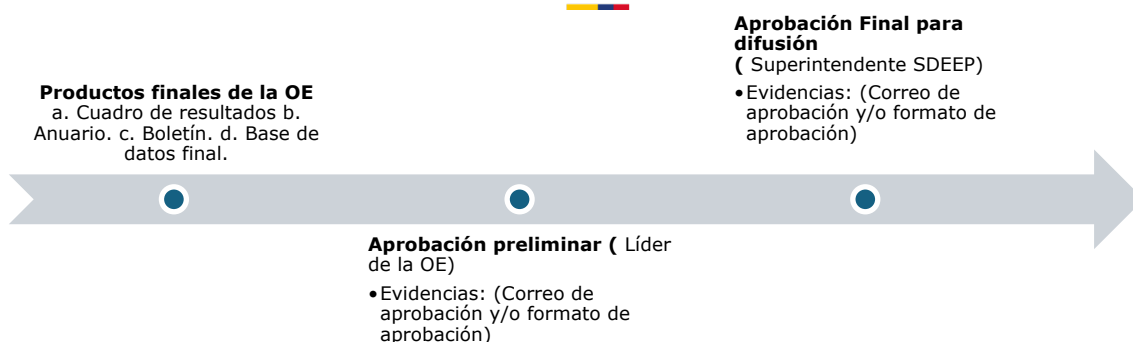 Productos finales de la OE
a. Cuadro de resultados b.
Anuario. c. Boletín. d. Base de
datos final.
Aprobación preliminar ( Líder
de la OE)
•Evidencias: (Correo de
aprobación y/o formato de
aprobación)
Aprobación Final para
difusión
( Superintendente SDEEP)
•Evidencias: (Correo de
aprobación y/o formato de
aprobación)